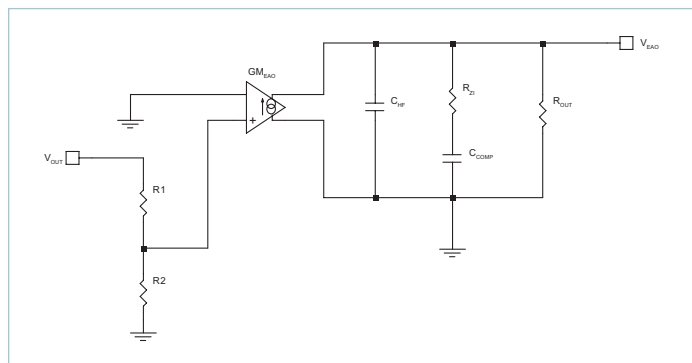 GM_EAO
V_EAO
C_HF
R_ZI
R_OUT
+
C_COMP
V_OUT
R1
R2